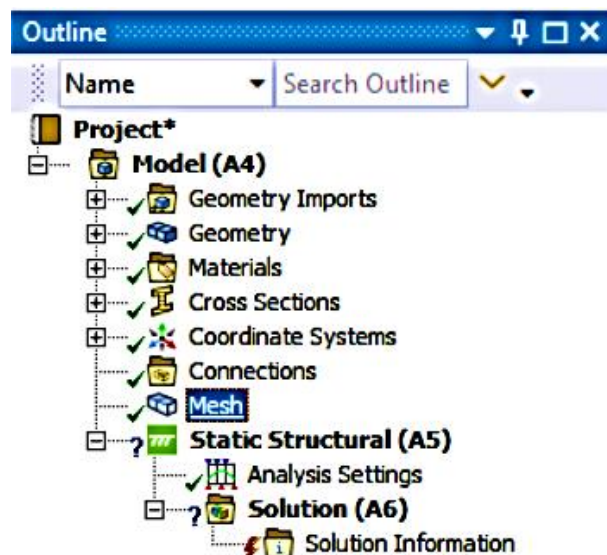 Outline
Name Search Outline
Project*
Model (A4)
Geometry Imports
Geometry
Materials
Cross Sections
Coordinate Systems
Connections
Mesh
Static Structural (A5)
Analysis Settings
Solution (A6)
Solution Information